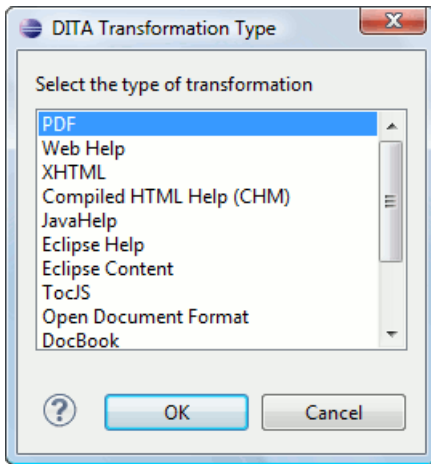 DITA Transformation Type
Select the type of transformation
PDF
Web Help
XHTML
Compiled HTML Help (CHM)
JavaHelp
Eclipse Help
Eclipse Content
TocJS
Open Document Format
DocBook
?
OK
Cancel